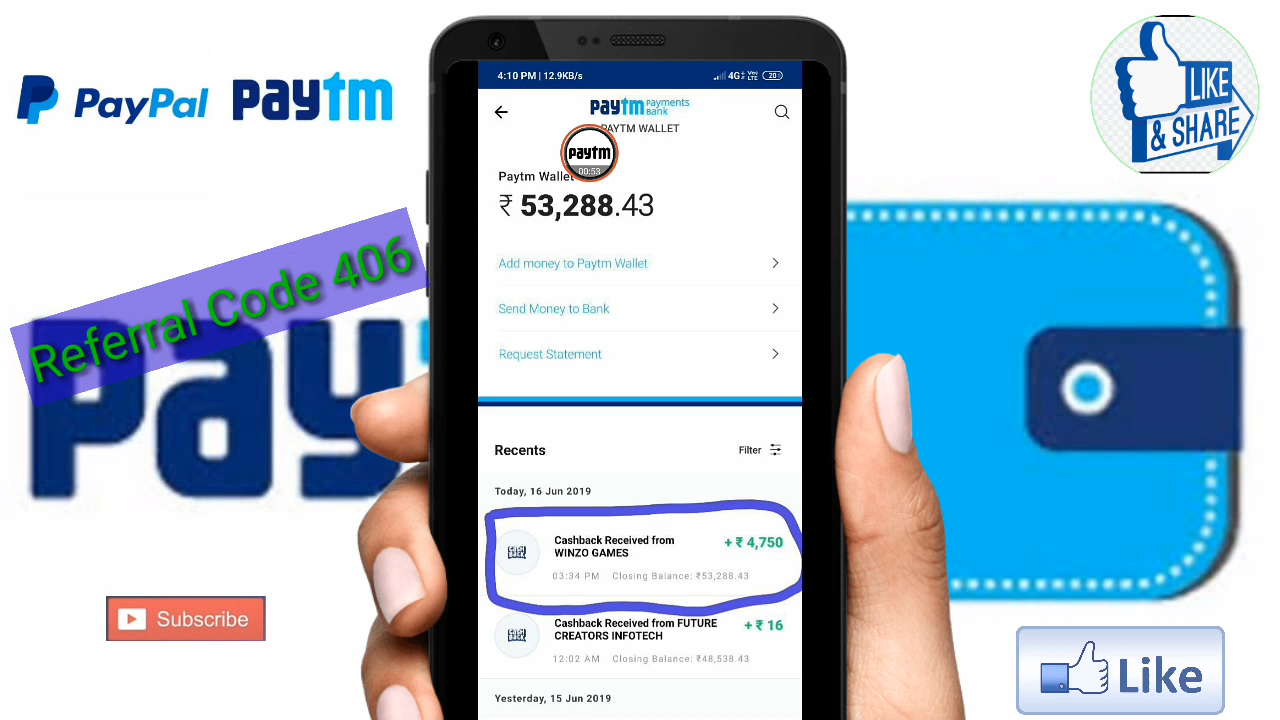 PayPal
paytm
Referral Code 406
Pay
Subscribe
4:10 PM | 12.9KB/s
4G
Vo
LTE
20
paytm Payments
Bank
PAYTM WALLET
paytm
00:53
Paytm Wallet
₹ 53,288.43
Add money to Paytm Wallet
Send Money to Bank
Request Statement
Recents
Filter
Today, 16 Jun 2019
Cashback Received from
WINZO GAMES
+ ₹ 4,750
03:34 PM Closing Balance: ₹53,288.43
Cashback Received from FUTURE
CREATORS INFOTECH
+ ₹ 16
12:02 AM Closing Balance: ₹48,538.43
Yesterday, 15 Jun 2019
LIKE
& SHARE
Like